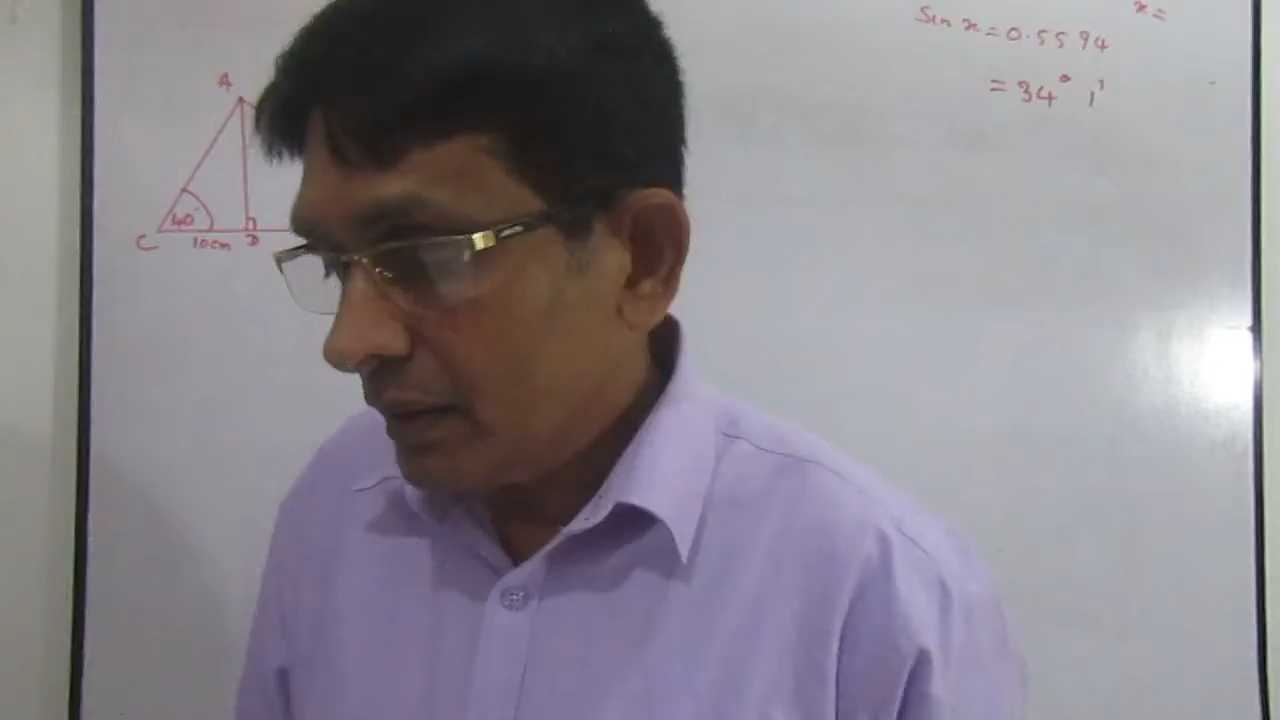 x =
Sin x = 0.5594
= 34° 1'
A
40°
C 10cm D